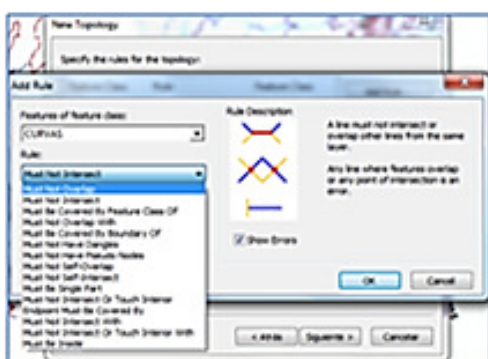 New Topology
Specify the rules for the topology:
Add Rule
Feature Class
Rule
Feature Class
Features of feature class:
CURVAS
Rule:
Must Not Intersect
Must Not Overlap
Must Not Intersect
Must Be Covered By Feature Class Of
Must Not Overlap With
Must Be Covered By Boundary Of
Must Not Have Dangles
Must Not Have Pseudo Nodes
Must Not Self-Overlap
Must Not Self-Intersect
Must Be Single Part
Must Not Intersect Or Touch Interior
Endpoint Must Be Covered By
Must Not Intersect With
Must Not Intersect Or Touch Interior With
Must Be Inside
Rule Description
A line must not intersect or
overlap other lines from the same
layer.
Any line where features overlap
or any point of intersection is an
error.
Show Errors
OK
Cancel
< Atrás
Siguiente >
Cancelar